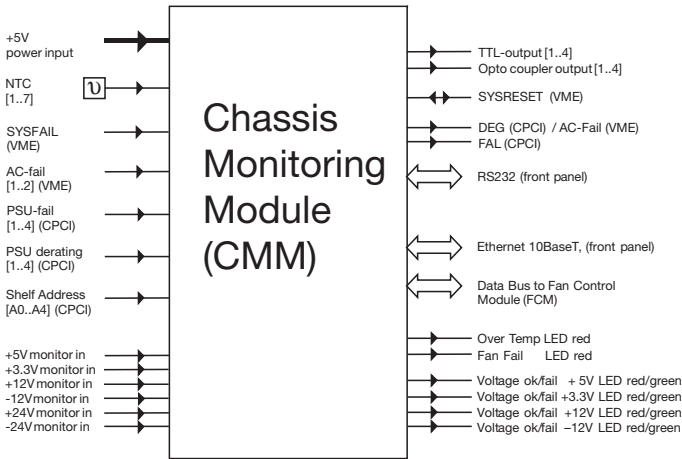 +5V
power input
NTC
[1..7]
υ
SYSFAIL
(VME)
AC-fail
[1..2] (VME)
PSU-fail
[1..4] (CPCI)
PSU derating
[1..4] (CPCI)
Shelf Address
[A0..A4] (CPCI)
+5V monitor in
+3.3V monitor in
+12V monitor in
-12V monitor in
+24V monitor in
-24V monitor in
Chassis
Monitoring
Module
(CMM)
TTL-output [1..4]
Opto coupler output [1..4]
SYSRESET (VME)
DEG (CPCI) / AC-Fail (VME)
FAL (CPCI)
RS232 (front panel)
Ethernet 10BaseT, (front panel)
Data Bus to Fan Control
Module (FCM)
Over Temp LED red
Fan Fail LED red
Voltage ok/fail + 5V LED red/green
Voltage ok/fail +3.3V LED red/green
Voltage ok/fail +12V LED red/green
Voltage ok/fail –12V LED red/green